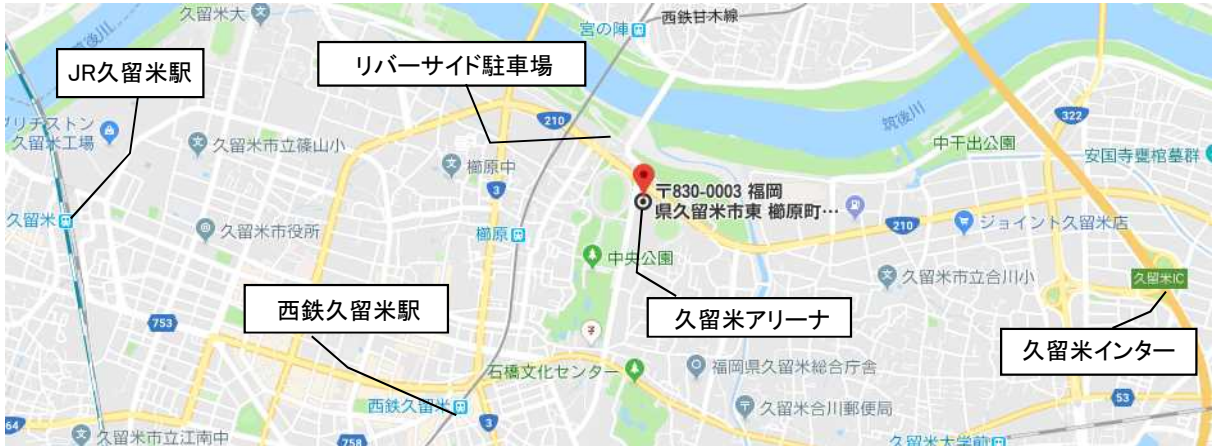 久留米大
宮の陣
西鉄甘木線
JR久留米駅
リバーサイド駐車場
筑後川
210
322
ブリヂストン
久留米工場
久留米市立篠山小
櫛原中
中干出公園
安国寺甕棺墓群
〒830-0003 福岡
県久留米市東 櫛原町…
3
久留米
久留米市役所
櫛原
中央公園
210
ジョイント久留米店
久留米市立合川小
久留米IC
西鉄久留米駅
久留米アリーナ
久留米インター
753
石橋文化センター
福岡県久留米総合庁舎
西鉄久留米
久留米合川郵便局
53
3
64
久留米市立江南中
758
久留米大学前